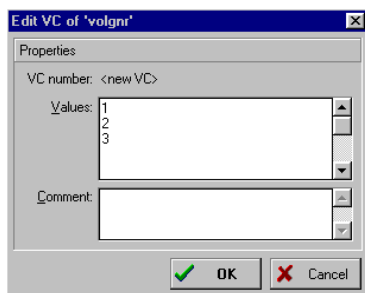 Edit VC of 'volgnr'
Properties
VC number: <new VC>
Values: 1
2
3
Comment:
OK Cancel